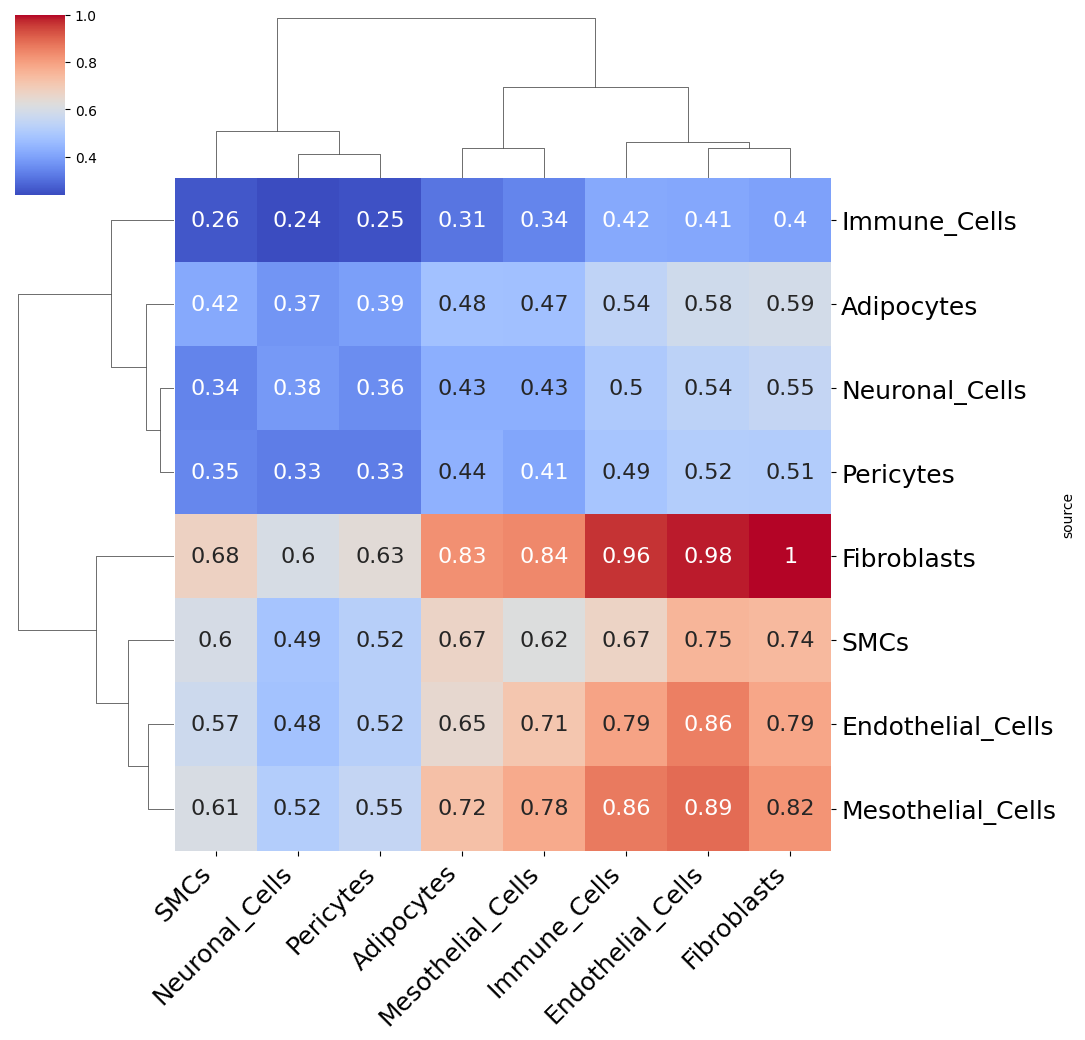 1.0
0.8
0.6
0.4
0.26 0.24 0.25 0.31 0.34 0.42 0.41 0.4 Immune_Cells
0.42 0.37 0.39 0.48 0.47 0.54 0.58 0.59 Adipocytes
0.34 0.38 0.36 0.43 0.43 0.5 0.54 0.55 Neuronal_Cells
0.35 0.33 0.33 0.44 0.41 0.49 0.52 0.51 Pericytes
source
0.68 0.6 0.63 0.83 0.84 0.96 0.98 1 Fibroblasts
0.6 0.49 0.52 0.67 0.62 0.67 0.75 0.74 SMCs
0.57 0.48 0.52 0.65 0.71 0.79 0.86 0.79 Endothelial_Cells
0.61 0.52 0.55 0.72 0.78 0.86 0.89 0.82 Mesothelial_Cells
SMCs
Neuronal_Cells
Pericytes
Adipocytes
Mesothelial_Cells
Immune_Cells
Endothelial_Cells
Fibroblasts